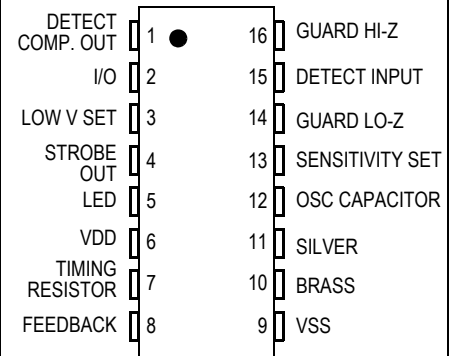 DETECT
COMP. OUT 1 16 GUARD HI-Z
I/O 2 15 DETECT INPUT
LOW V SET 3 14 GUARD LO-Z
STROBE
OUT 4 13 SENSITIVITY SET
LED 5 12 OSC CAPACITOR
VDD 6 11 SILVER
TIMING
RESISTOR 7 10 BRASS
FEEDBACK 8 9 VSS